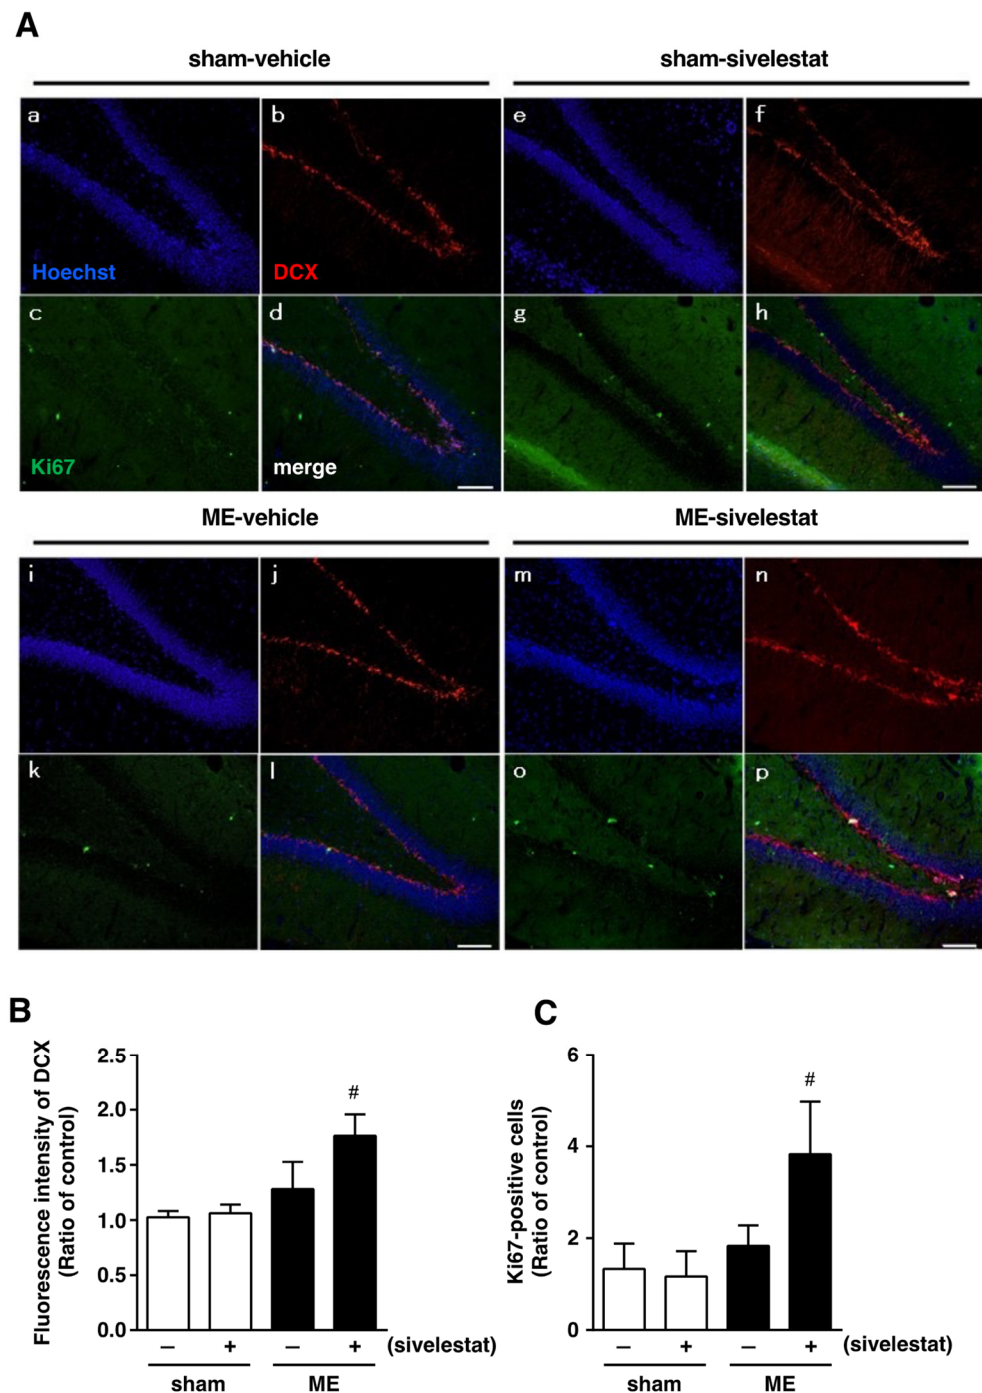 A
sham-vehicle
sham-sivelestat
a
b
e
f
Hoechst
DCX
c
d
g
h
Ki67
merge
ME-vehicle
ME-sivelestat
i
j
m
n
k
l
o
p
B
Fluorescence intensity of DCX
(Ratio of control)
2.5
2.0
1.5
1.0
0.5
0.0
#
– + – + (sivelestat)
sham ME
C
Ki67-positive cells
(Ratio of control)
6
4
2
0
#
– + – + (sivelestat)
sham ME